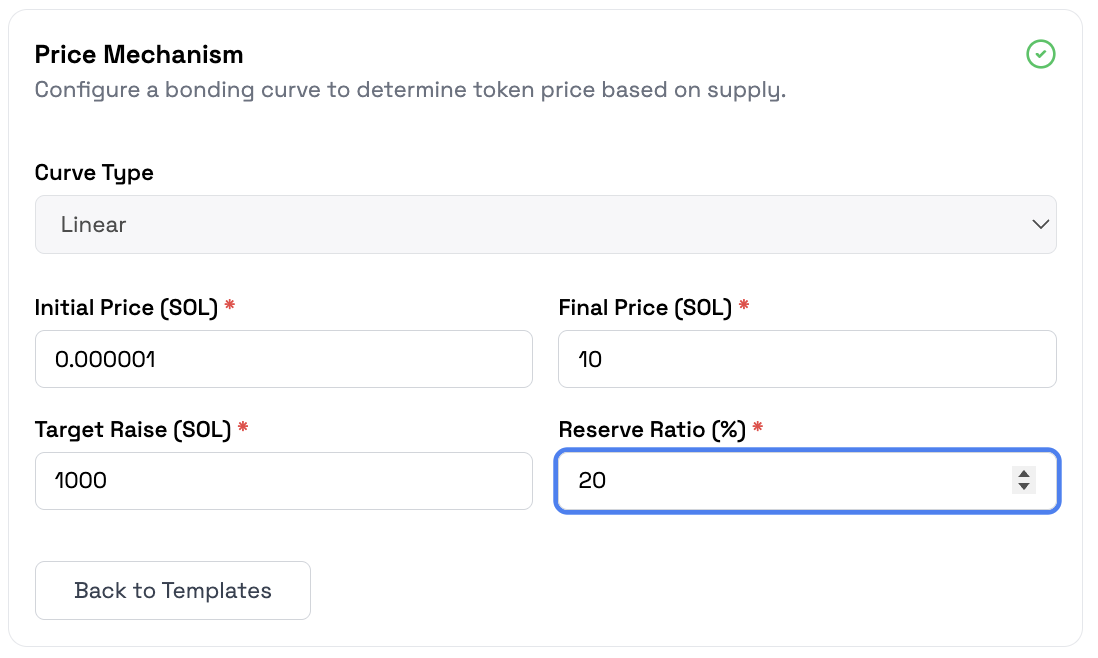 Price Mechanism
Configure a bonding curve to determine token price based on supply.
Curve Type
Linear
Initial Price (SOL) *
Final Price (SOL) *
0.000001
10
Target Raise (SOL) *
Reserve Ratio (%) *
1000
20
Back to Templates